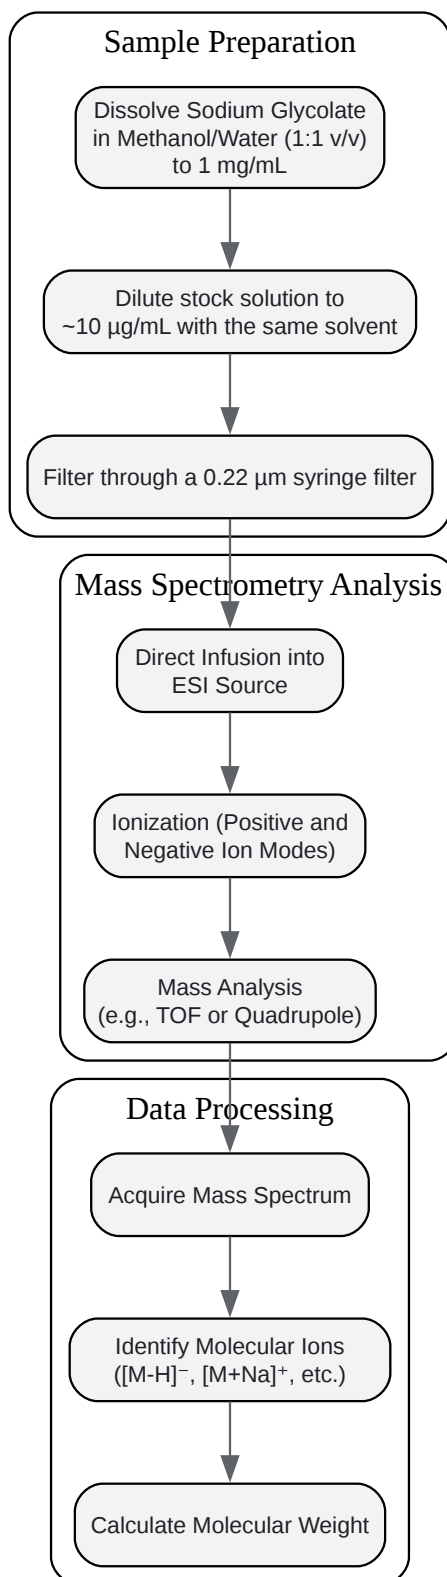 Sample Preparation
Dissolve Sodium Glycolate
in Methanol/Water (1:1 v/v)
to 1 mg/mL
Dilute stock solution to
~10 µg/mL with the same solvent
Filter through a 0.22 µm syringe filter
Mass Spectrometry Analysis
Direct Infusion into
ESI Source
Ionization (Positive and
Negative Ion Modes)
Mass Analysis
(e.g., TOF or Quadrupole)
Data Processing
Acquire Mass Spectrum
Identify Molecular Ions
([M-H]⁻, [M+Na]⁺, etc.)
Calculate Molecular Weight